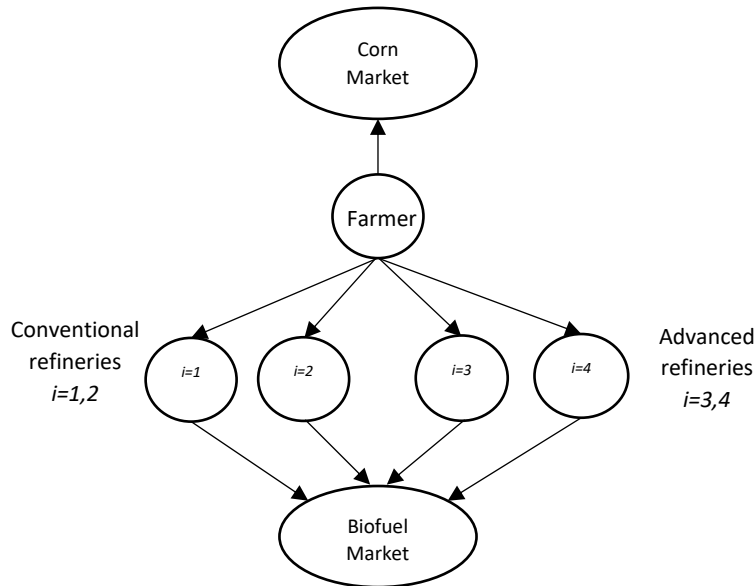 Corn
Market
Farmer
Conventional
refineries
i=1,2
i=1
i=2
i=3
i=4
Advanced
refineries
i=3,4
Biofuel
Market